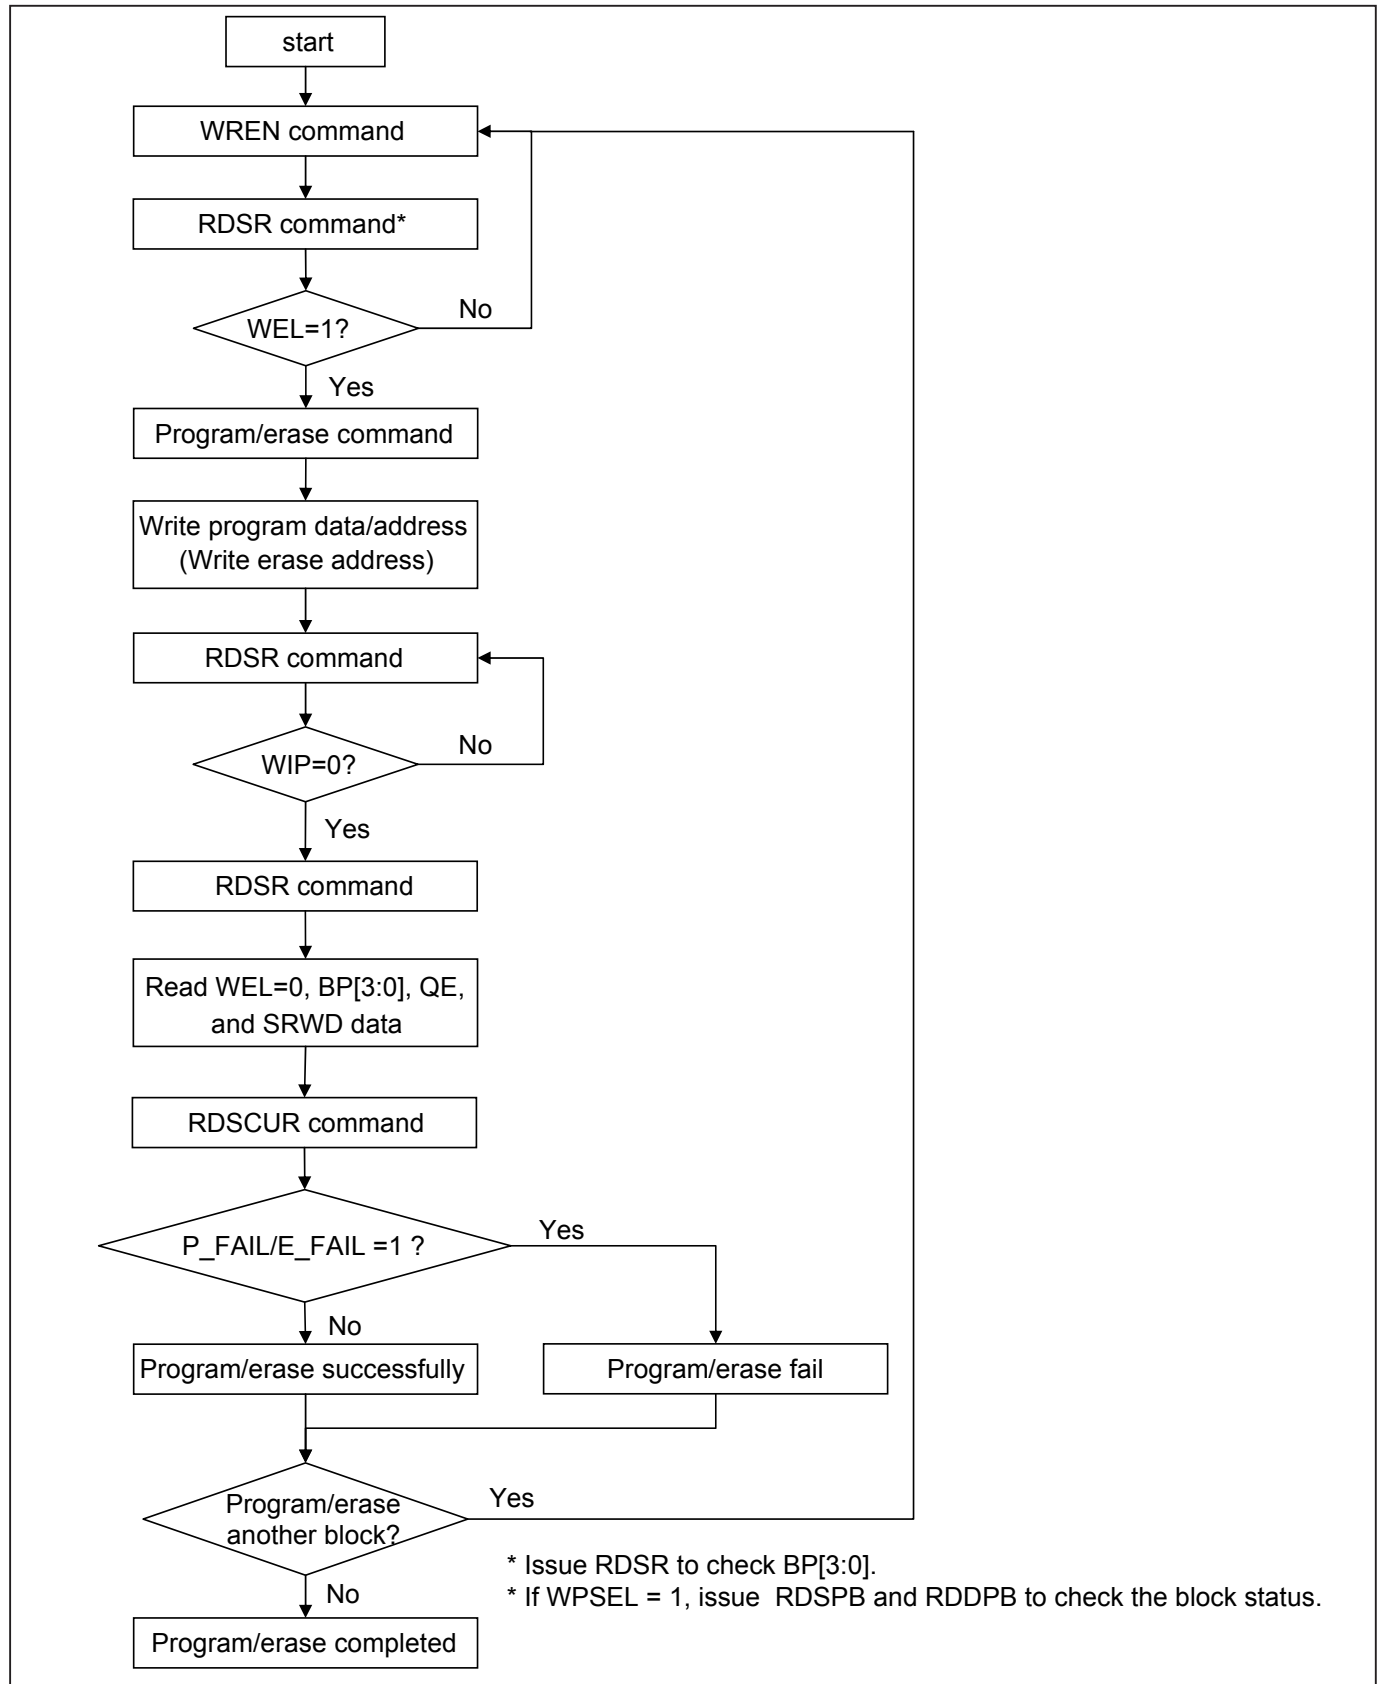 start
WREN command
RDSR command*
WEL=1?
No
Yes
Program/erase command
Write program data/address
(Write erase address)
RDSR command
WIP=0?
No
Yes
RDSR command
Read WEL=0, BP[3:0], QE,
and SRWD data
RDSCUR command
P_FAIL/E_FAIL =1 ?
Yes
No
Program/erase successfully
Program/erase fail
Program/erase
another block?
Yes
No
* Issue RDSR to check BP[3:0].
* If WPSEL = 1, issue  RDSPB and RDDPB to check the block status.
Program/erase completed